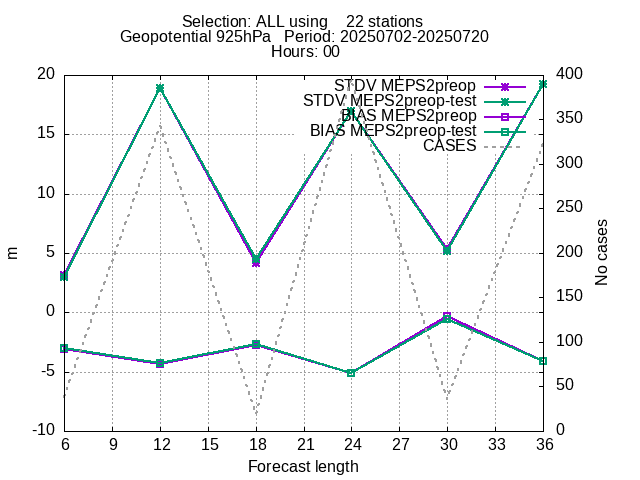 Selection: ALL using    22 stations
Geopotential 925hPa   Period: 20250702-20250720
Hours: 00
STDV MEPS2preop
STDV MEPS2preop-test
BIAS MEPS2preop
BIAS MEPS2preop-test
CASES
20
15
10
5
0
-5
-10
m
400
350
300
250
200
150
100
50
0
No cases
6 9 12 15 18 21 24 27 30 33 36
Forecast length